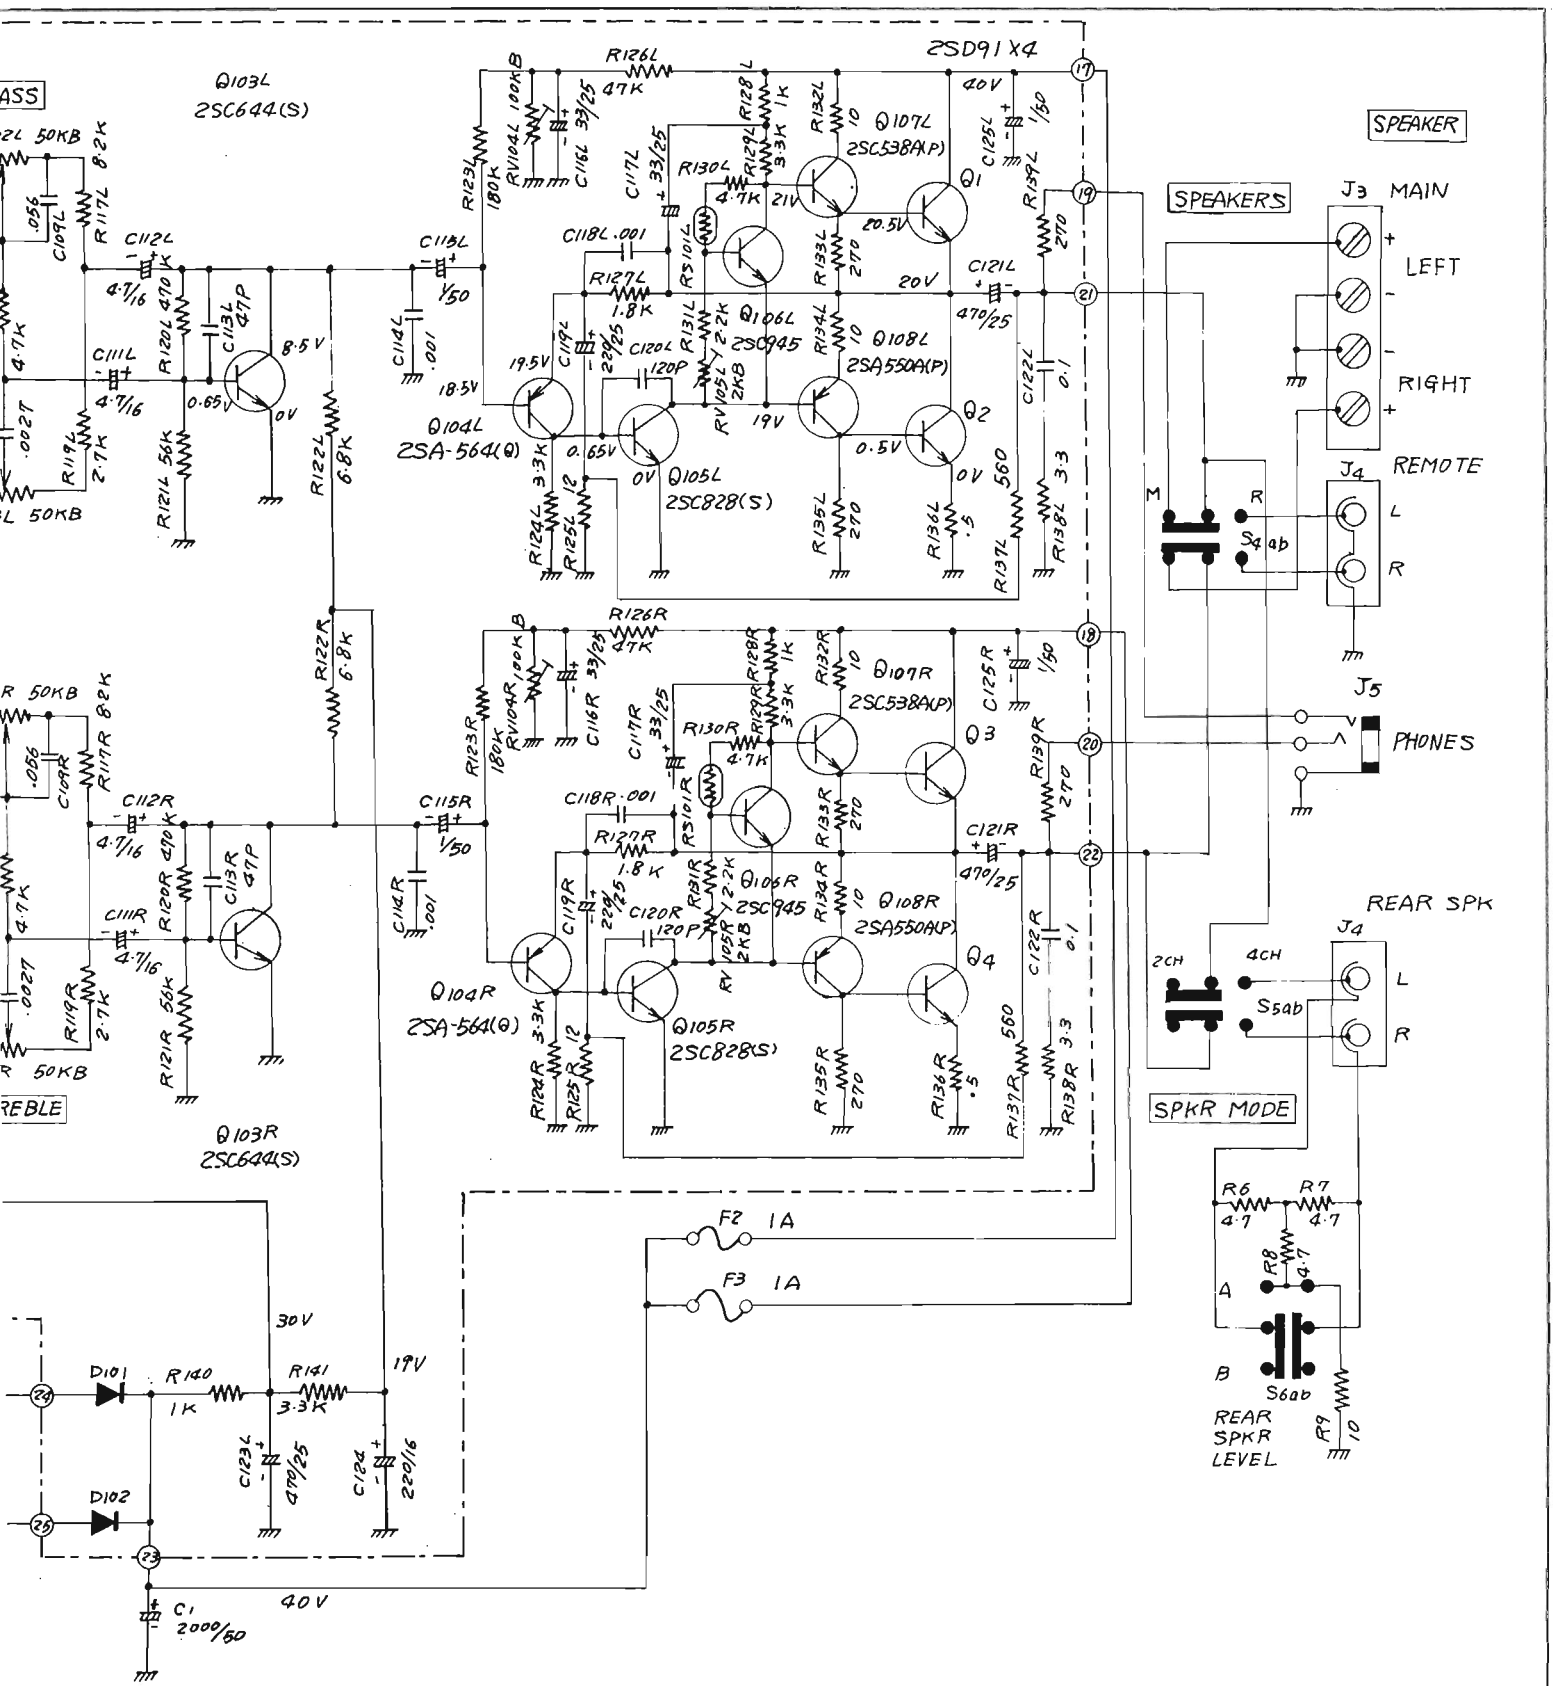 2SD91X4
Q103L
2SC644(S)
ASS
2L 50KB
8.2K
R117L
.056
C109L
C112L
- +
4.7/16
470K
R120L
C113L
47P
4.7K
C111L
- +
4.7/16
0.65V
8.5V
0V
.0027
R119L
2.7K
R121L 56K
L 50KB
R122L
6.8K
C114L
.001
C115L
- +
1/50
R123L
180K
RV104L 100KB
C116L 33/25
R126L
47K
C117L 33/25
R128L
1K
R129L
3.3K
R130L
4.7K
RS101L
21V
C118L .001
R127L
1.8K
C119L
220/25
C120L
120P
R131L
2.2K
RV105L
2KB
Q106L
2SC945
19.5V
18.5V
Q104L
2SA-564(Q)
0.65V
0V
Q105L
2SC828(S)
19V
R124L
3.3K
R125L
12
R132L
10
Q107L
2SC538A(P)
R133L
270
20.5V
20V
R134L
10
Q108L
2SA550A(P)
R135L
270
0.5V
Q1
Q2
0V
R136L
.5
R137L
560
40V
C125L
1/50
R139L
270
C121L
+ -
470/25
C122L
0.1
R138L
3.3
17
19
21
SPEAKER
SPEAKERS
J3 MAIN
+
LEFT
-
-
RIGHT
+
J4 REMOTE
M
R
S4ab
L
R
R122R
6.8K
R 50KB
8.2K
R117R
.056
C109R
C112R
- +
4.7/16
470K
R120R
C113R
47P
4.7K
C111R
- +
4.7/16
.0027
R119R
2.7K
R121R 56K
R 50KB
REBLE
Q103R
2SC644(S)
C114R
.001
C115R
- +
1/50
R123R
180K
RV104R 100KB
C116R 33/25
R126R
47K
C117R
33/25
R128R
1K
R129R
3.3K
R130R
4.7K
RS101R
C118R .001
R127R
1.8K
C119R
220/25
C120R
120P
R131R
2.2K
RV105R
2KB
Q106R
2SC945
Q104R
2SA-564(Q)
Q105R
2SC828(S)
R124R
3.3K
R125R
12
R132R
10
Q107R
2SC538A(P)
R133R
270
R134R
10
Q108R
2SA550A(P)
R135R
270
Q3
Q4
R136R
.5
R137R
560
C125R
1/50
R139R
270
C121R
+ -
470/25
C122R
0.1
R138R
3.3
18
20
22
J5
PHONES
REAR SPK
J4
2CH
4CH
S5ab
L
R
SPKR MODE
R6
4.7
R7
4.7
R8
4.7
A
B
S6ab
REAR
SPKR
LEVEL
R9
10
F2 1A
F3 1A
30V
19V
D101
24
R140
1K
R141
3.3K
C123L
470/25
C124
220/16
D102
25
23
40V
C1
2000/50